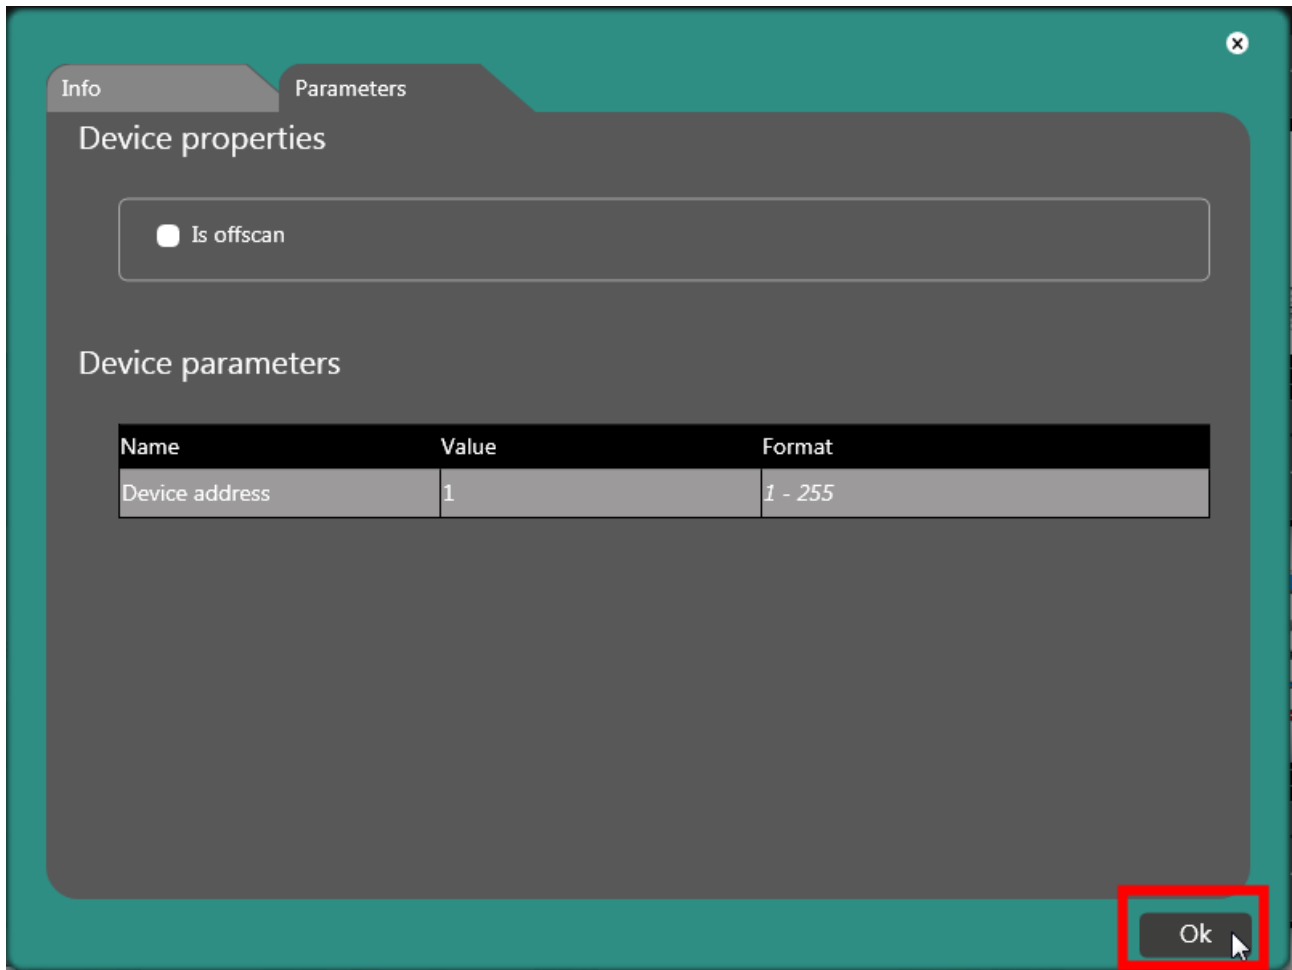 Info Parameters
Device properties
Is offscan
Device parameters
Name Value Format
Device address 1 1 - 255
Ok